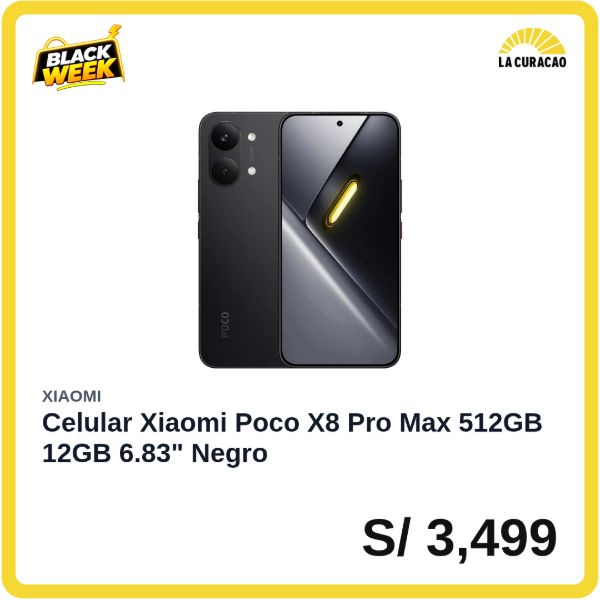 BLACK
WEEK
LA CURACAO
POCO
XIAOMI
Celular Xiaomi Poco X8 Pro Max 512GB
12GB 6.83" Negro
S/ 3,499